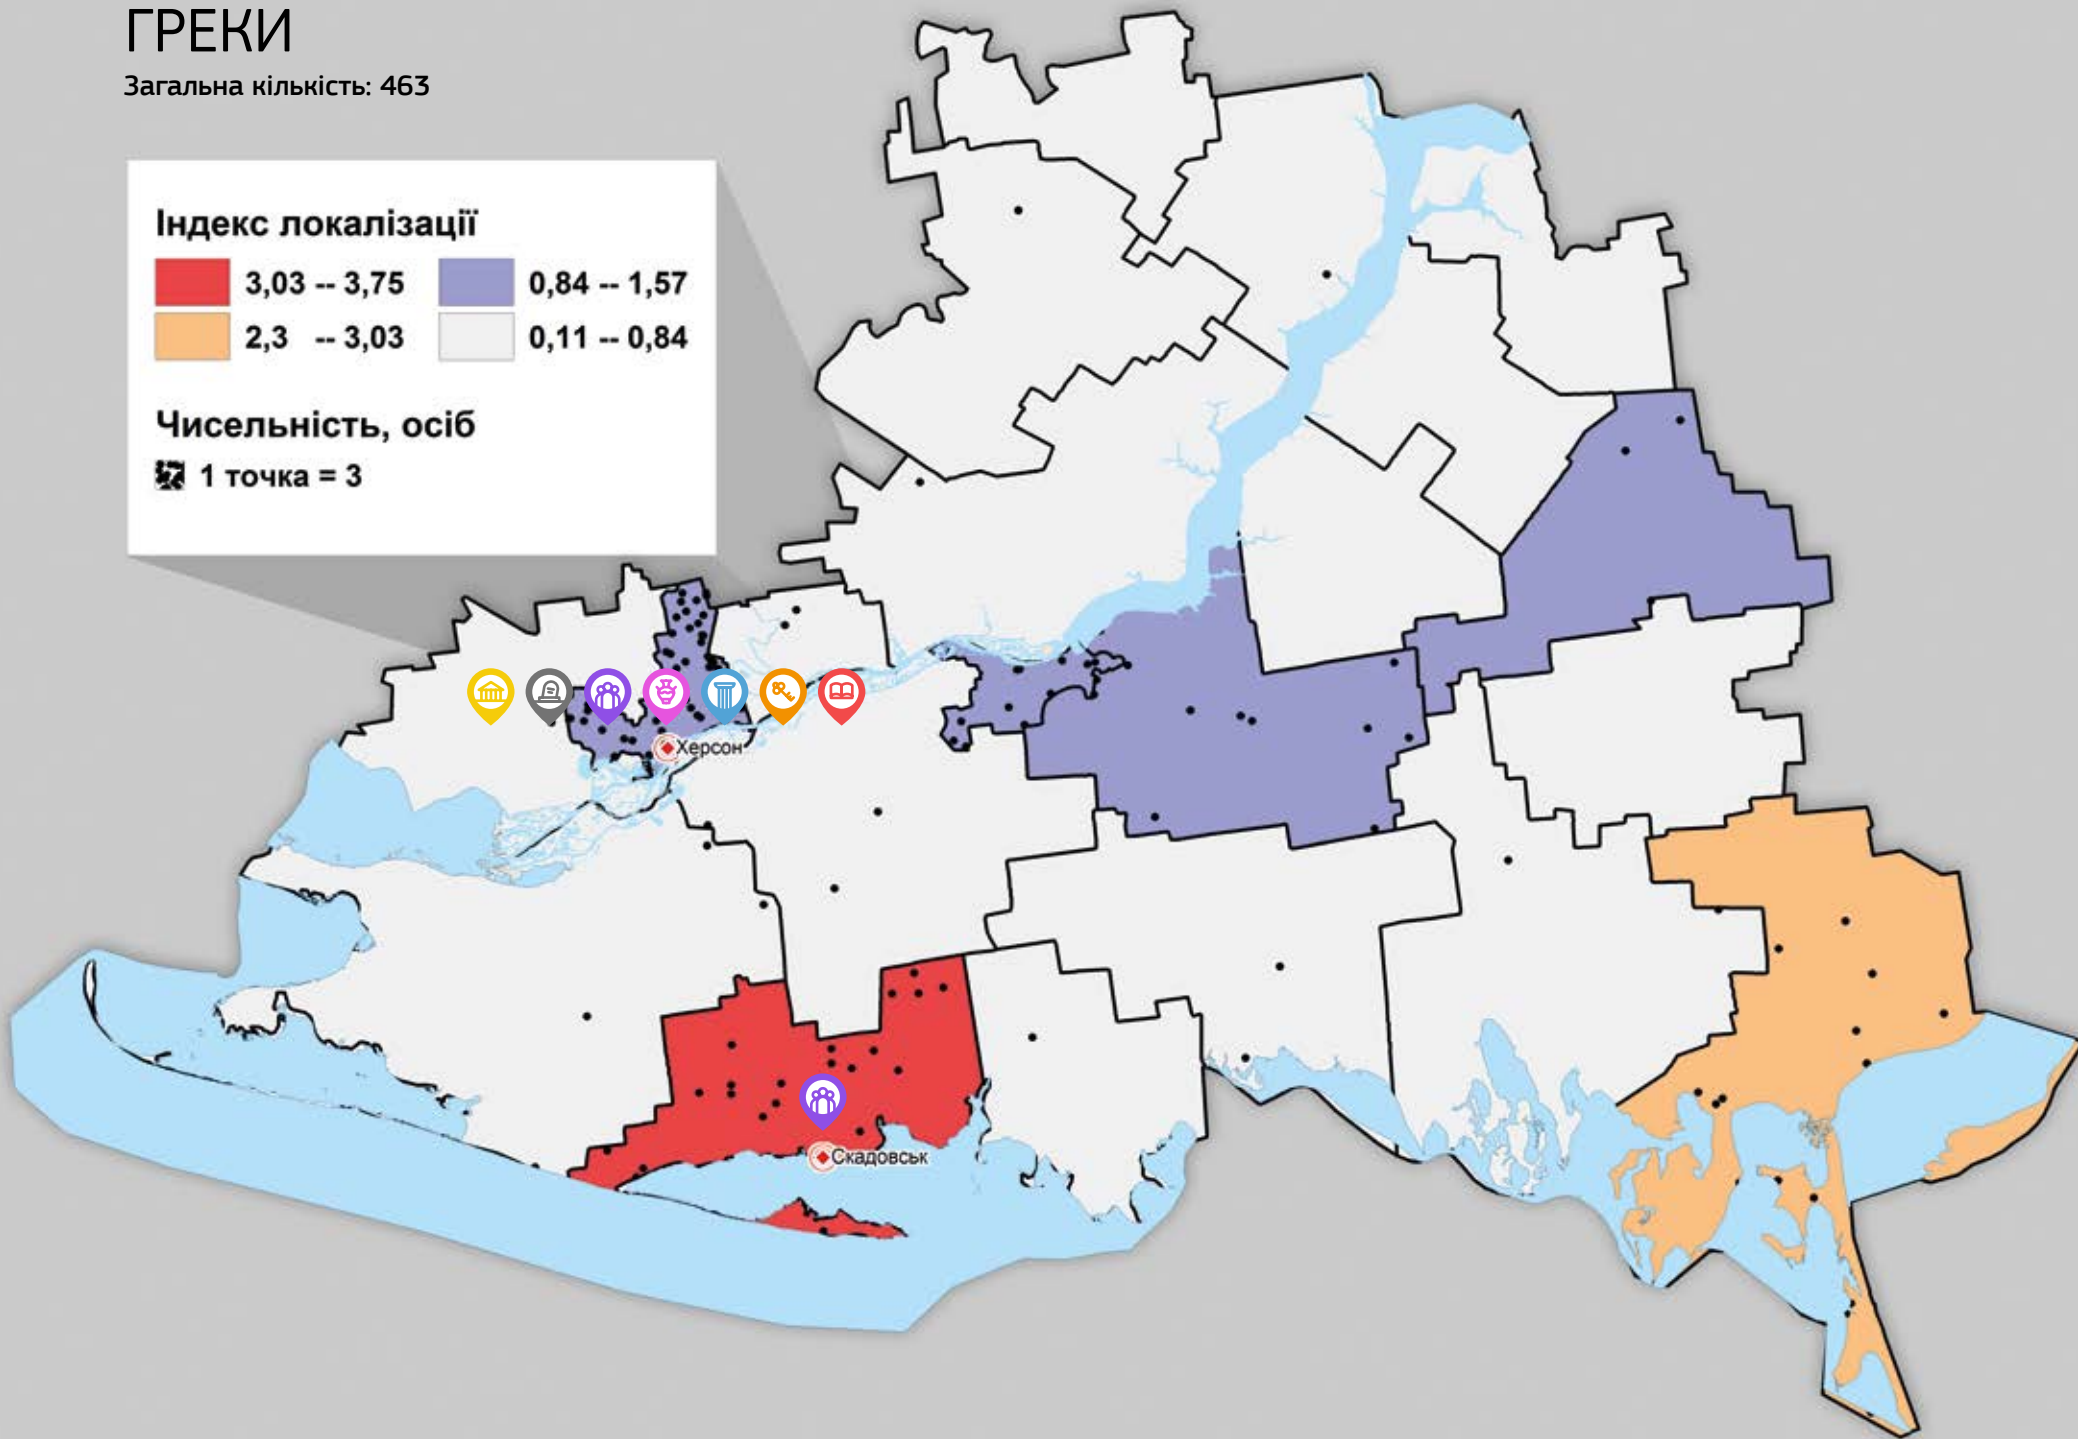 ГРЕКИ
Загальна кількість: 463
Індекс локалізації
3,03 -- 3,75 0,84 -- 1,57
2,3 -- 3,03 0,11 -- 0,84
Чисельність, осіб
1 точка = 3
Херсон
Скадовськ